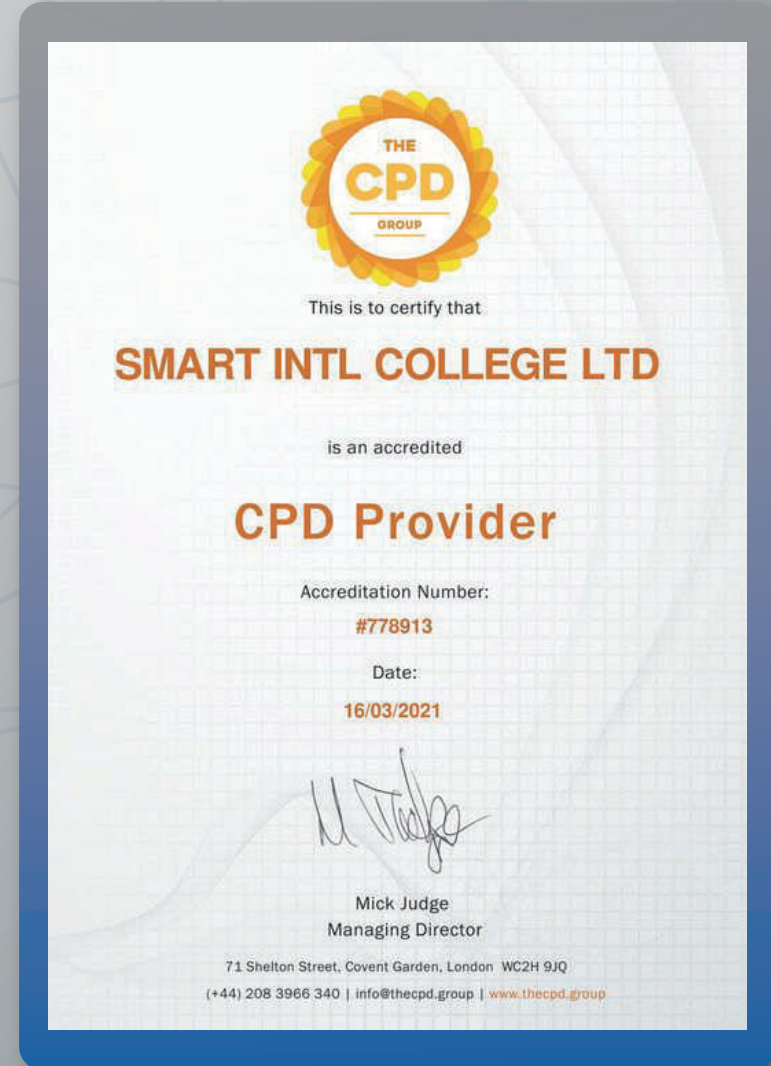 THE
CPD
GROUP
This is to certify that
SMART INTL COLLEGE LTD
is an accredited
CPD Provider
Accreditation Number:
#778913
Date:
16/03/2021
M Judge
Mick Judge
Managing Director
71 Shelton Street, Covent Garden, London WC2H 9JQ
(+44) 208 3966 340 | info@thecpd.group | www.thecpd.group